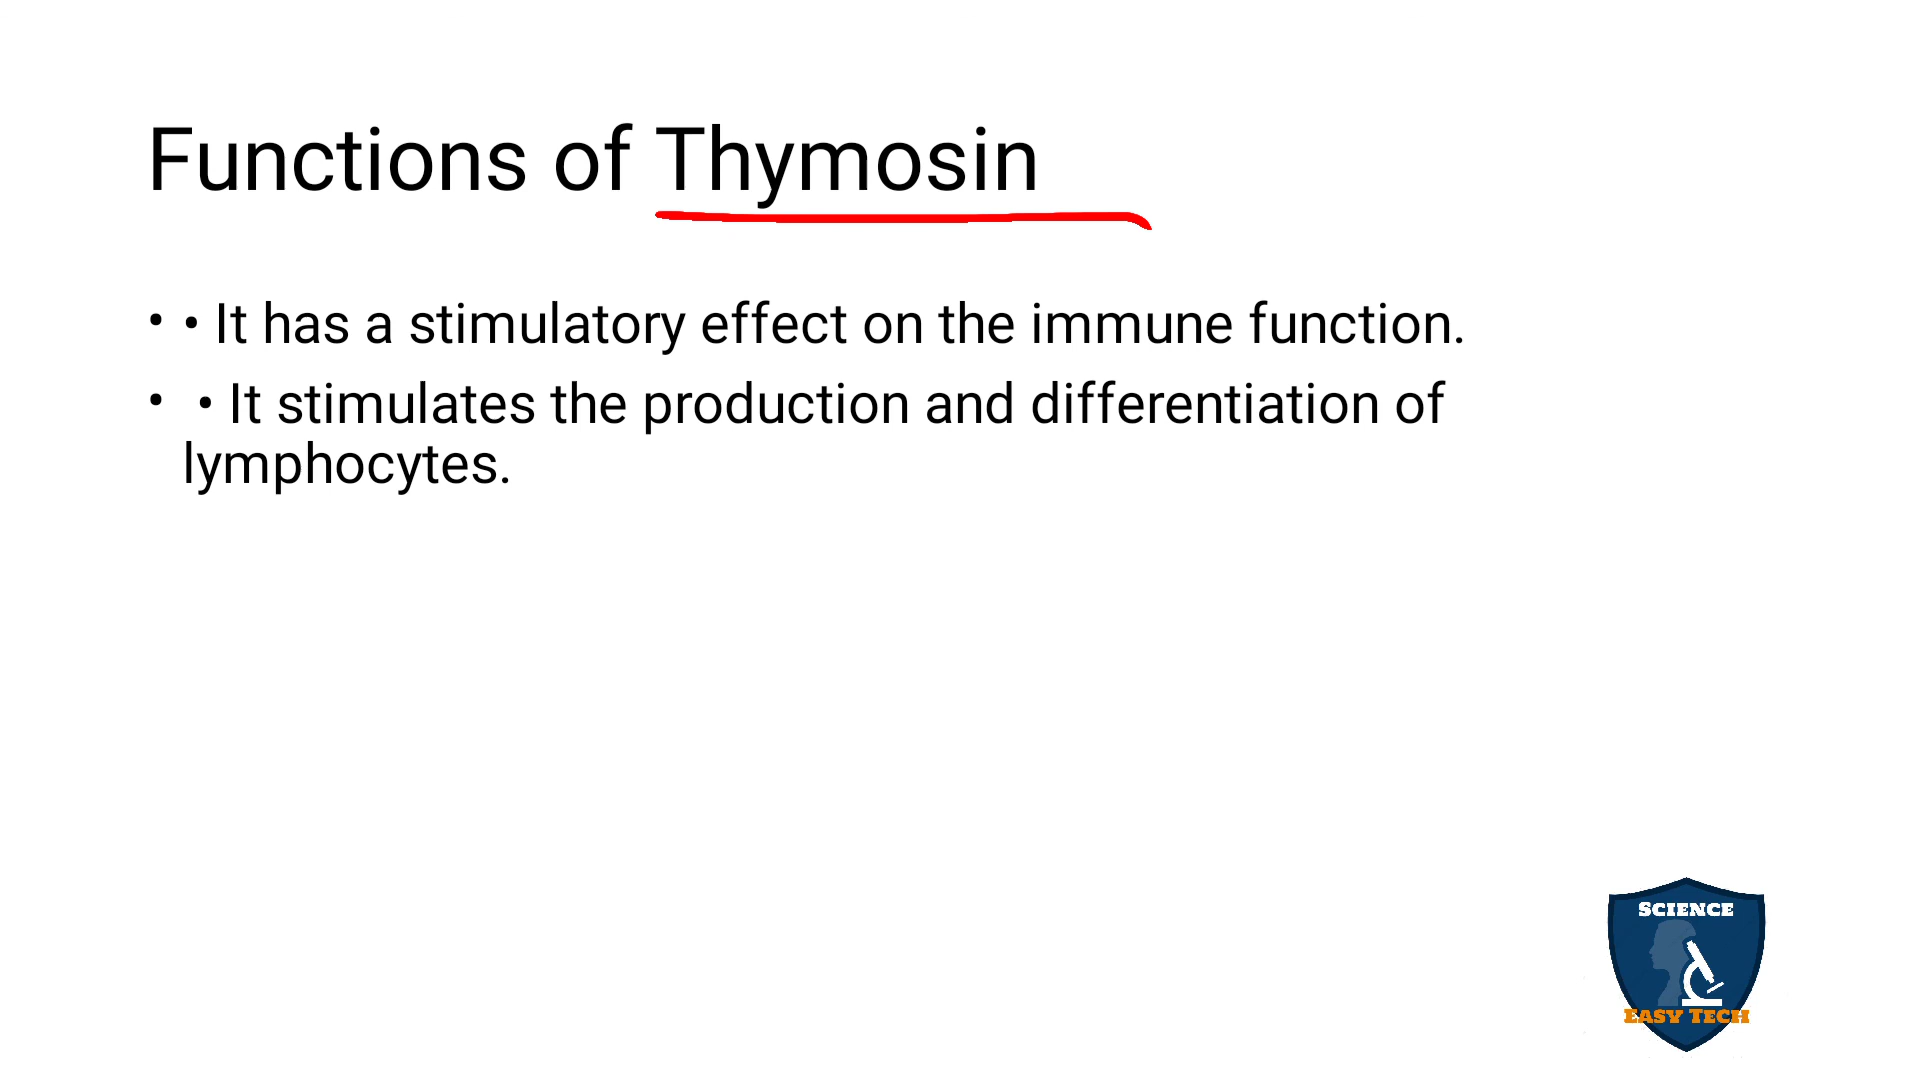 Functions of Thymosin
• • It has a stimulatory effect on the immune function.
• • It stimulates the production and differentiation of
lymphocytes.
SCIENCE
EASY TECH